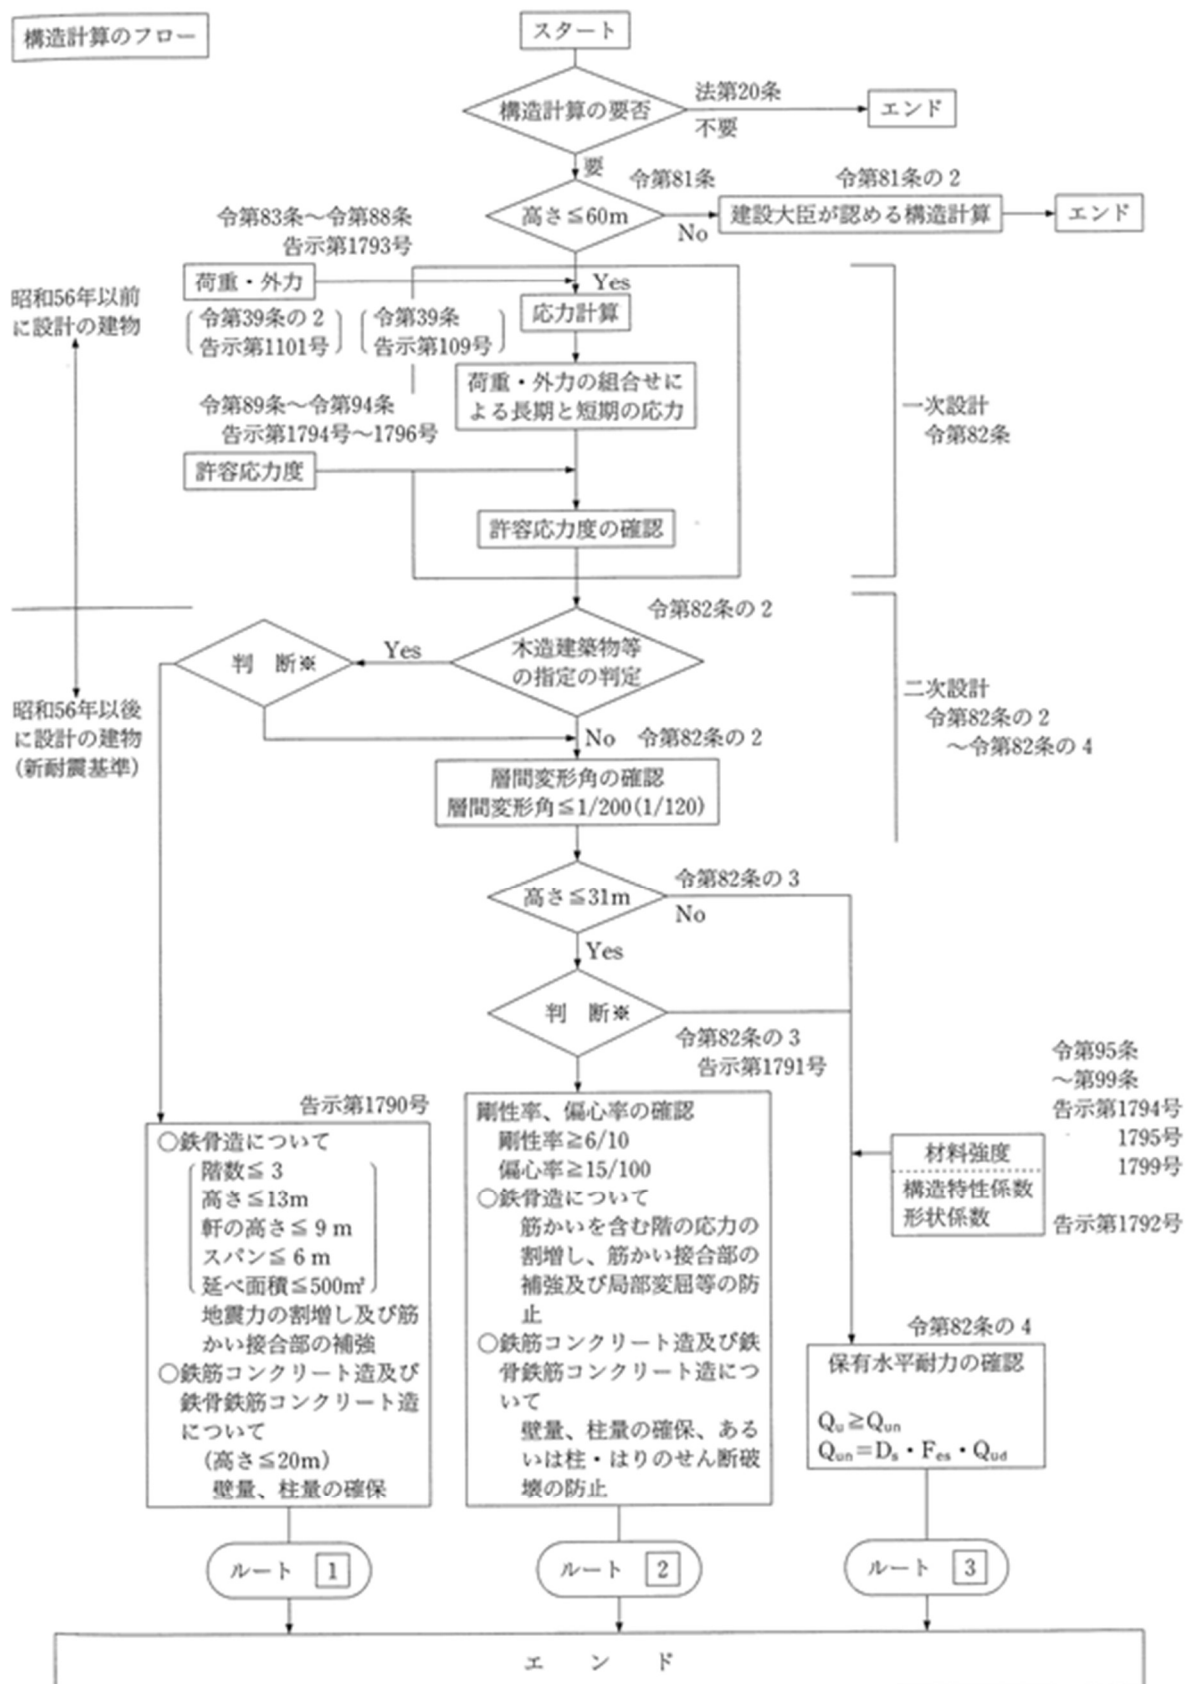 構造計算のフロー
スタート
構造計算の要否
法第20条
不要
エンド
要
高さ≦60m
令第81条
No
令第81条の2
建設大臣が認める構造計算
エンド
令第83条～令第88条
告示第1793号
荷重・外力
Yes
令第39条の2
告示第1101号
令第39条
告示第109号
応力計算
荷重・外力の組合せに
よる長期と短期の応力
令第89条～令第94条
告示第1794号～1796号
許容応力度
許容応力度の確認
昭和56年以前
に設計の建物
一次設計
令第82条
令第82条の2
木造建築物等
の指定の判定
Yes
判 断※
No
令第82条の2
昭和56年以後
に設計の建物
(新耐震基準)
二次設計
令第82条の2
～令第82条の4
層間変形角の確認
層間変形角≦1/200(1/120)
高さ≦31m
令第82条の3
No
Yes
判 断※
令第82条の3
告示第1791号
令第95条
～第99条
告示第1794号
1795号
1799号
材料強度
構造特性係数
形状係数
告示第1792号
告示第1790号
○鉄骨造について
階数≦3
高さ≦13m
軒の高さ≦9m
スパン≦6m
延べ面積≦500㎡
地震力の割増し及び筋
かい接合部の補強
○鉄筋コンクリート造及び
鉄骨鉄筋コンクリート造
について
(高さ≦20m)
壁量、柱量の確保
剛性率、偏心率の確認
剛性率≧6/10
偏心率≧15/100
○鉄骨造について
筋かいを含む階の応力の
割増し、筋かい接合部の
補強及び局部変屈等の防
止
○鉄筋コンクリート造及び鉄
骨鉄筋コンクリート造につ
いて
壁量、柱量の確保、ある
いは柱・はりのせん断破
壊の防止
令第82条の4
保有水平耐力の確認
Qu≧Qun
Qun=Ds・Fes・Qud
ルート 1
ルート 2
ルート 3
エンド